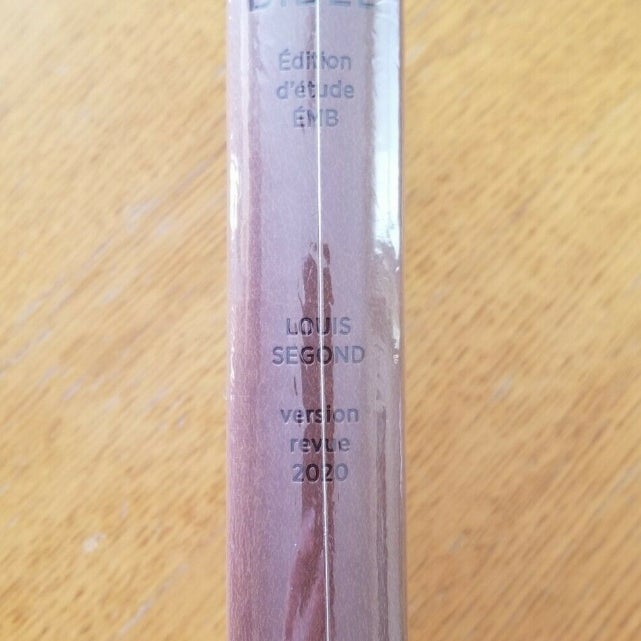 Édition
d'étude
ÉMB
LOUIS
SEGOND
version
revue
2020